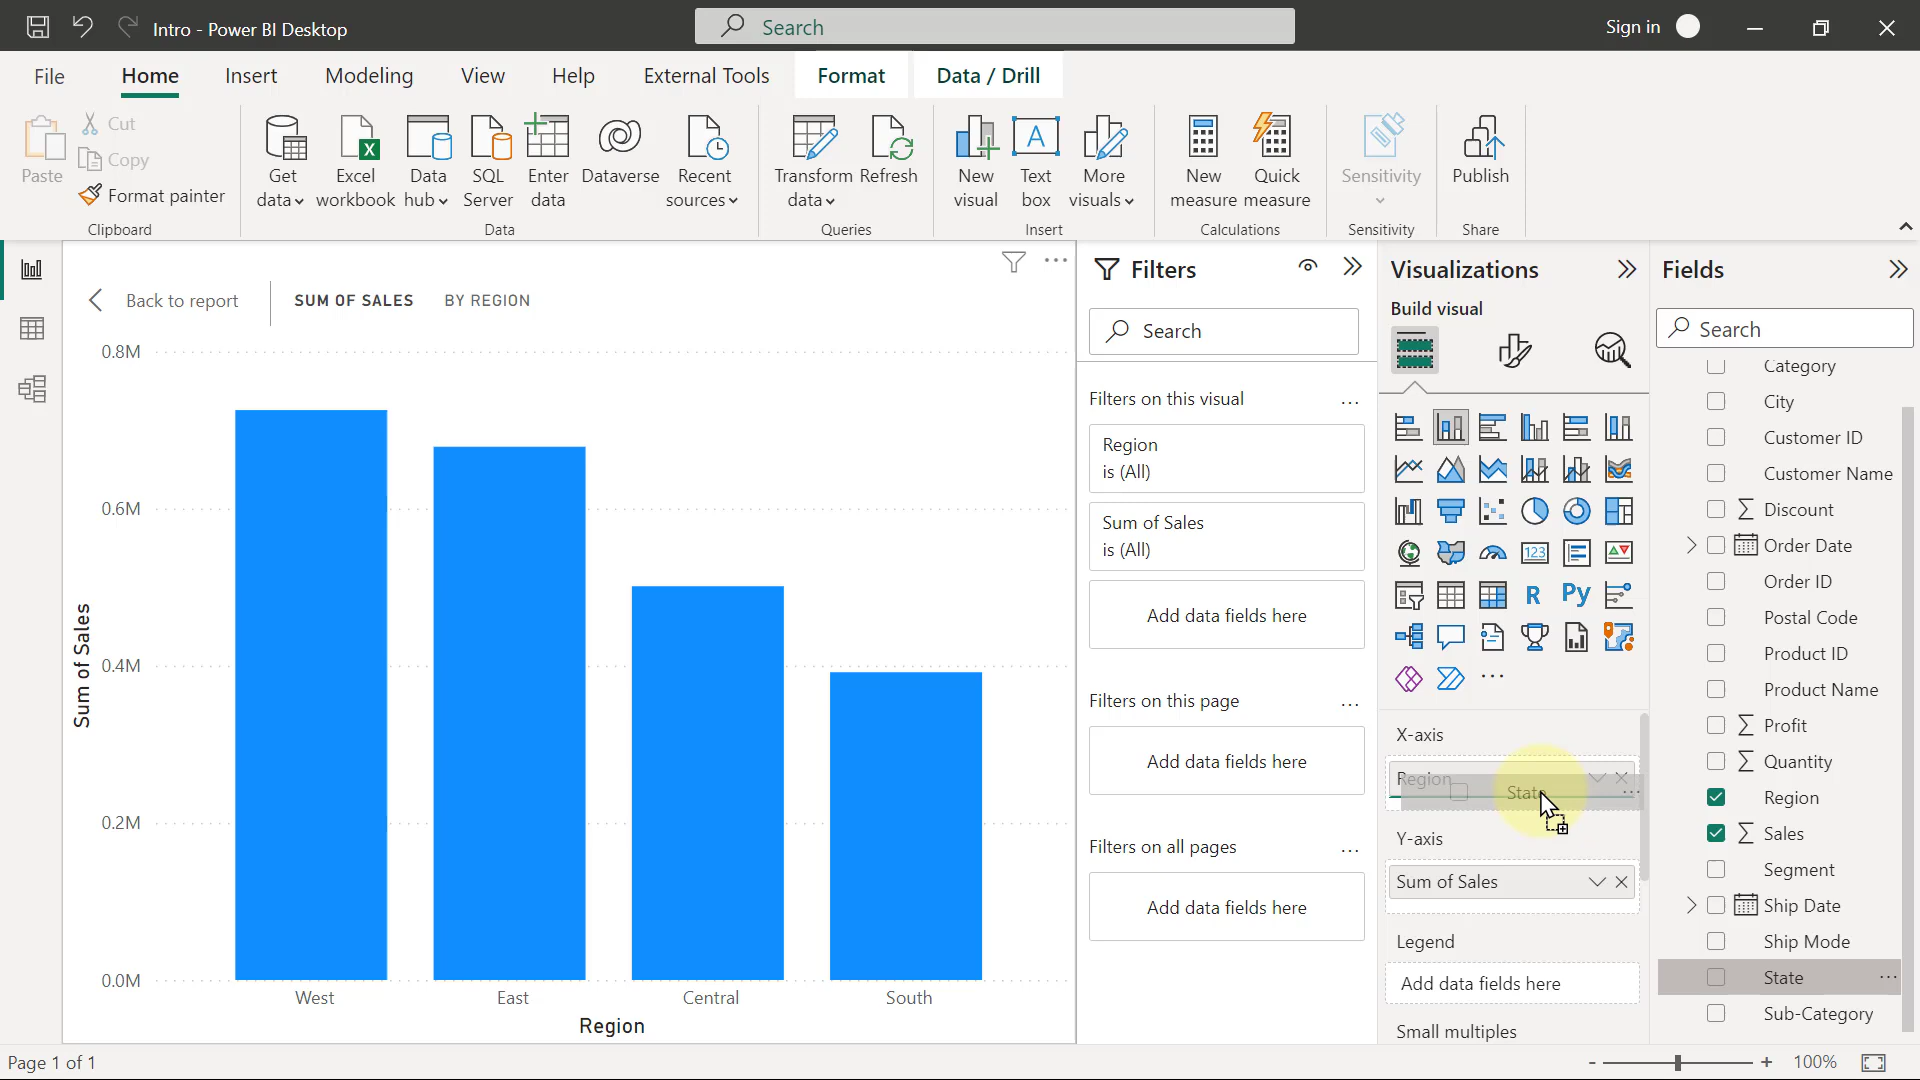 Intro - Power BI Desktop
Search
Sign in
File
Home
Insert
Modeling
View
Help
External Tools
Format
Data / Drill
Paste
Cut
Copy
Format painter
Clipboard
Get data
Excel workbook
Data hub
SQL Server
Enter data
Dataverse
Recent sources
Data
Transform data
Refresh
Queries
New visual
A
Text box
More visuals
Insert
New measure
Quick measure
Calculations
Sensitivity
Sensitivity
Publish
Share
Back to report
SUM OF SALES
BY REGION
0.8M
0.6M
0.4M
0.2M
0.0M
Sum of Sales
West
East
Central
South
Region
Filters
Search
Filters on this visual
...
Region
is (All)
Sum of Sales
is (All)
Add data fields here
Filters on this page
...
Add data fields here
Filters on all pages
...
Add data fields here
Visualizations
Build visual
123
R
Py
...
X-axis
Region
State
...
Y-axis
Sum of Sales
Legend
Add data fields here
Small multiples
Fields
Search
Category
City
Customer ID
Customer Name
∑ Discount
Order Date
Order ID
Postal Code
Product ID
Product Name
∑ Profit
∑ Quantity
Region
∑ Sales
Segment
Ship Date
Ship Mode
State
...
Sub-Category
Page 1 of 1
- + 100%